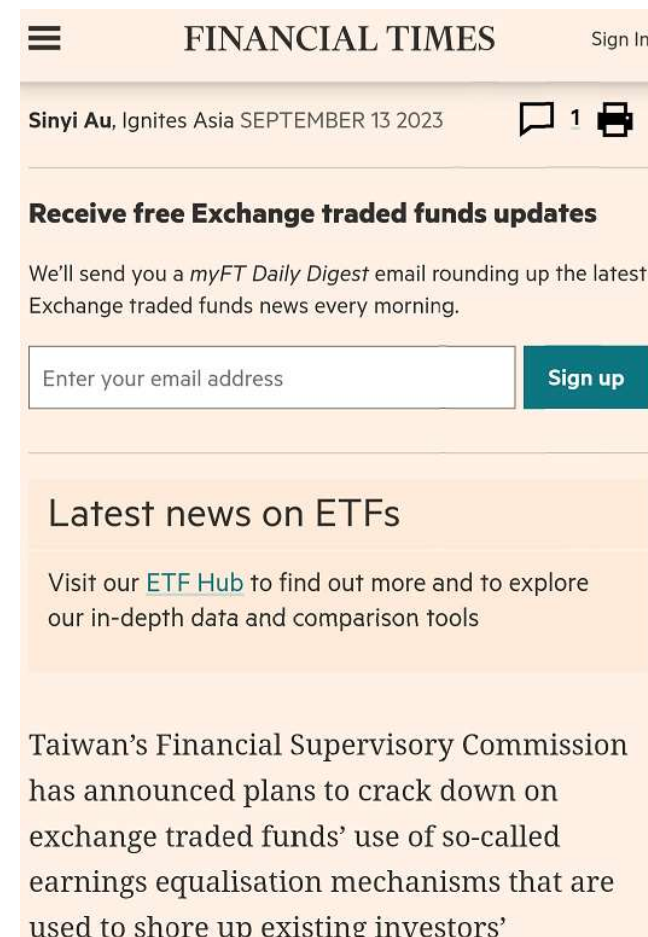 FINANCIAL TIMES
Sign In
Sinyi Au, Ignites Asia SEPTEMBER 13 2023
1
Receive free Exchange traded funds updates
We'll send you a myFT Daily Digest email rounding up the latest
Exchange traded funds news every morning.
Enter your email address
Sign up
Latest news on ETFs
Visit our ETF Hub to find out more and to explore
our in-depth data and comparison tools
Taiwan’s Financial Supervisory Commission
has announced plans to crack down on
exchange traded funds’ use of so-called
earnings equalisation mechanisms that are
used to shore up existing investors’